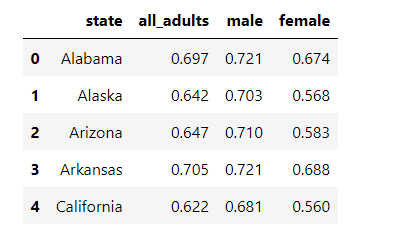 state all_adults male female
0 Alabama 0.697 0.721 0.674
1 Alaska 0.642 0.703 0.568
2 Arizona 0.647 0.710 0.583
3 Arkansas 0.705 0.721 0.688
4 California 0.622 0.681 0.560